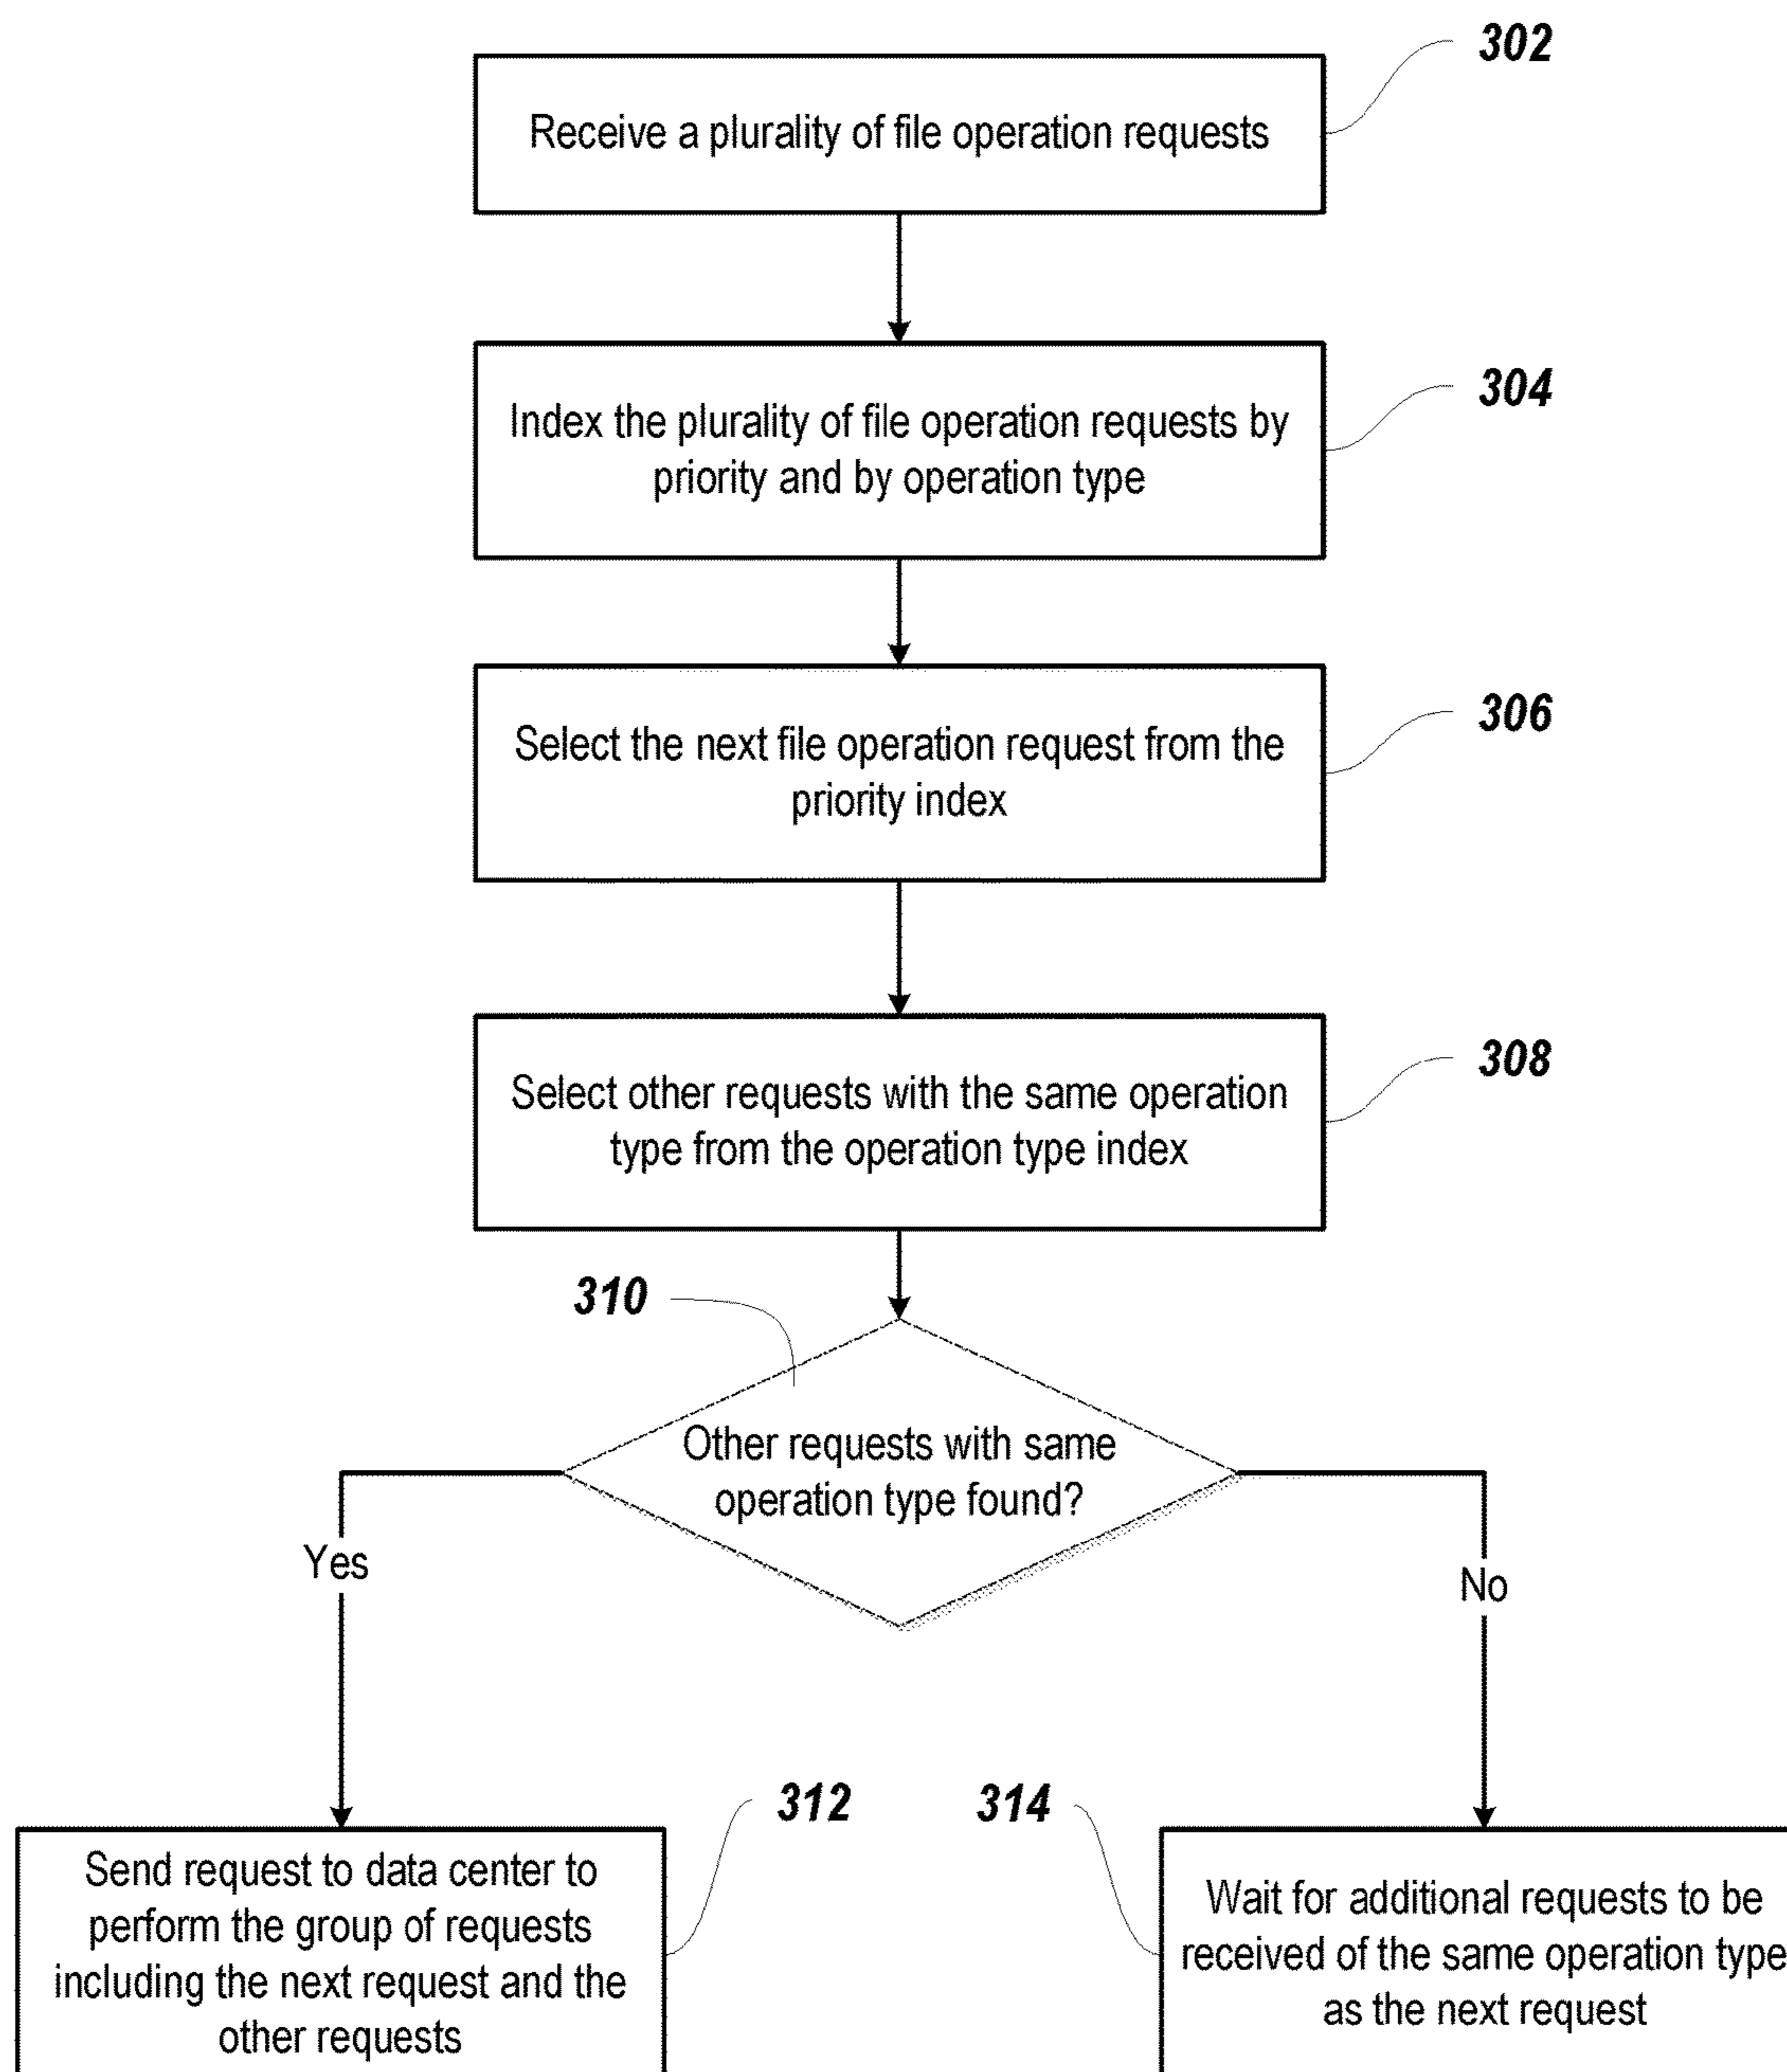 302
Receive a plurality of file operation requests
304
Index the plurality of file operation requests by
priority and by operation type
306
Select the next file operation request from the
priority index
308
Select other requests with the same operation
type from the operation type index
310
Other requests with same
operation type found?
Yes
No
312
314
Send request to data center to
perform the group of requests
including the next request and the
other requests
Wait for additional requests to be
received of the same operation type
as the next request